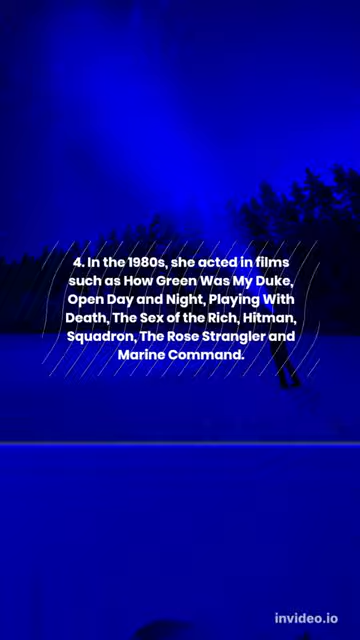 4. In the 1980s, she acted in films
such as How Green Was My Duke,
Open Day and Night, Playing With
Death, The Sex of the Rich, Hitman,
Squadron, The Rose Strangler and
Marine Command.
invideo.io